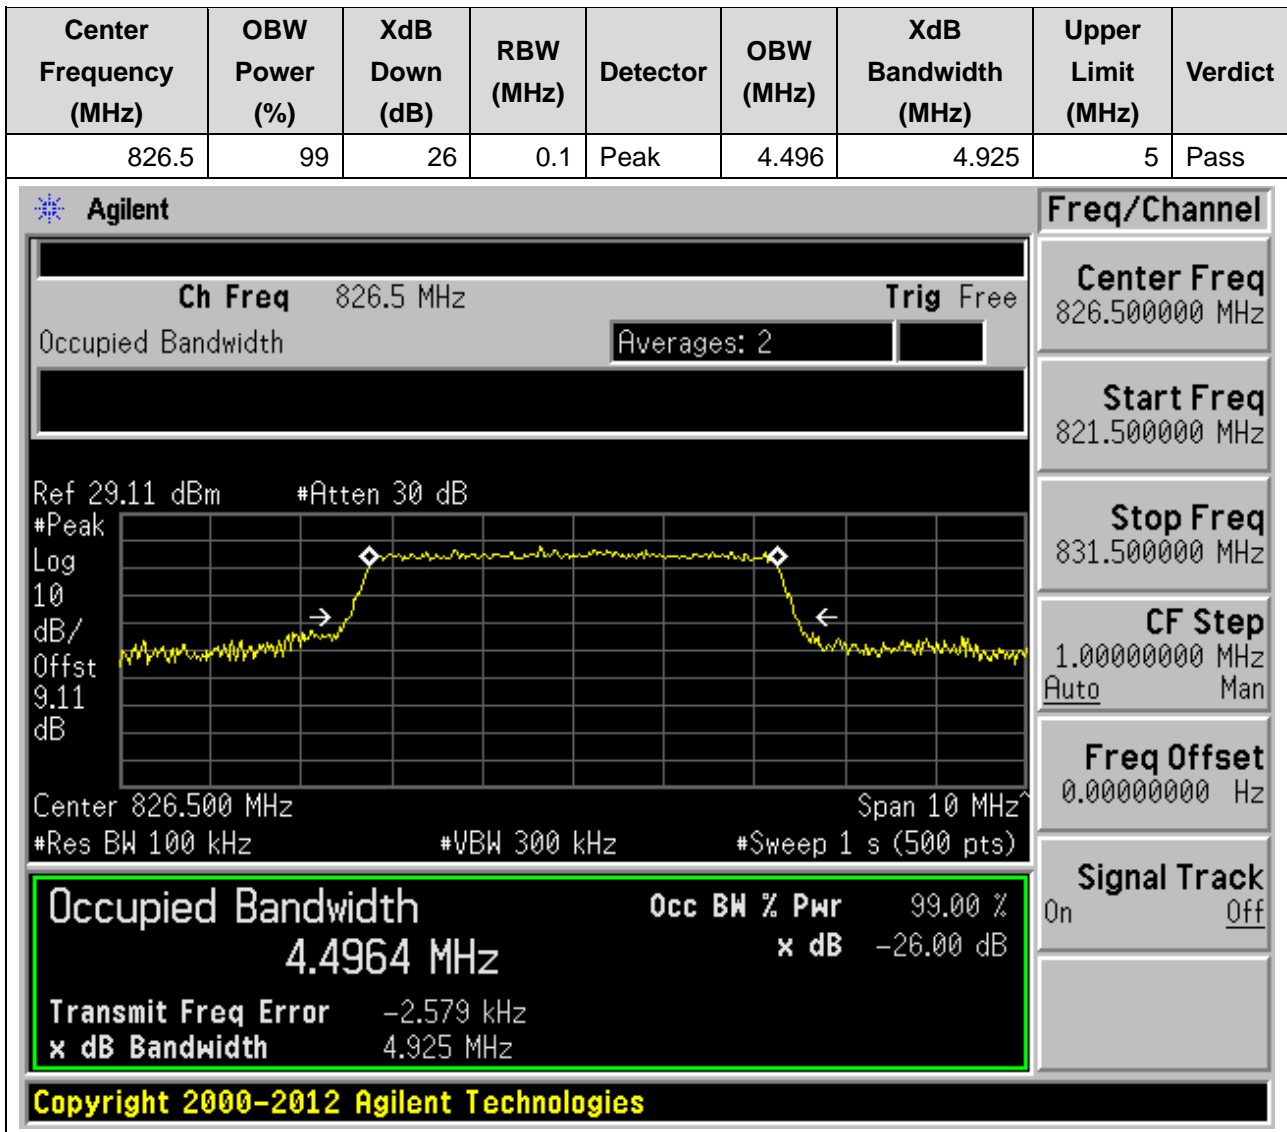 Center Frequency (MHz) OBW Power (%) XdB Down (dB) RBW (MHz) Detector OBW (MHz) XdB Bandwidth (MHz) Upper Limit (MHz) Verdict
826.5 99 26 0.1 Peak 4.496 4.925 5 Pass
Agilent
Freq/Channel
Ch Freq 826.5 MHz Trig Free
Occupied Bandwidth Averages: 2
Center Freq
826.500000 MHz
Start Freq
821.500000 MHz
Stop Freq
831.500000 MHz
CF Step
1.00000000 MHz
Auto Man
Freq Offset
0.00000000 Hz
Signal Track
On Off
Ref 29.11 dBm #Atten 30 dB
#Peak
Log
10
dB/
Offst
9.11
dB
Center 826.500 MHz Span 10 MHz^
#Res BW 100 kHz #VBW 300 kHz #Sweep 1 s (500 pts)
Occupied Bandwidth Occ BW % Pwr 99.00 %
4.4964 MHz x dB -26.00 dB
Transmit Freq Error -2.579 kHz
x dB Bandwidth 4.925 MHz
Copyright 2000-2012 Agilent Technologies